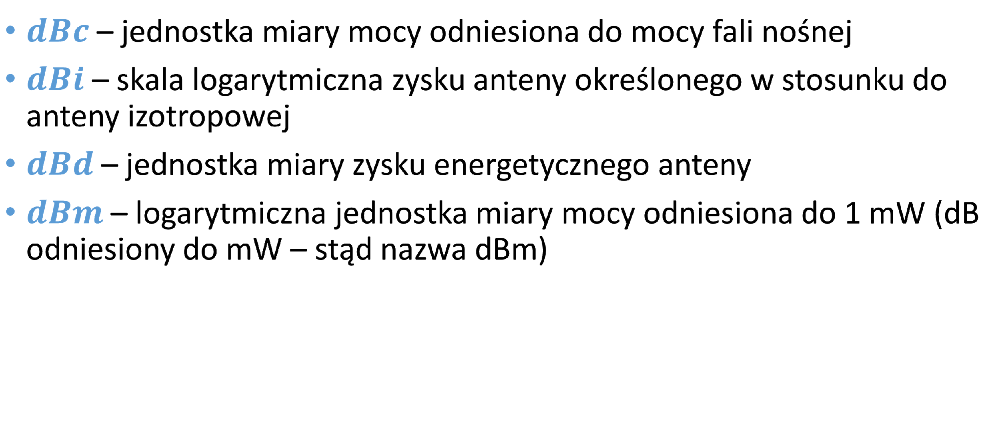 • dBc – jednostka miary mocy odniesiona do mocy fali nośnej
• dBi – skala logarytmiczna zysku anteny określonego w stosunku do
anteny izotropowej
• dBd – jednostka miary zysku energetycznego anteny
• dBm – logarytmiczna jednostka miary mocy odniesiona do 1 mW (dB
odniesiony do mW – stąd nazwa dBm)